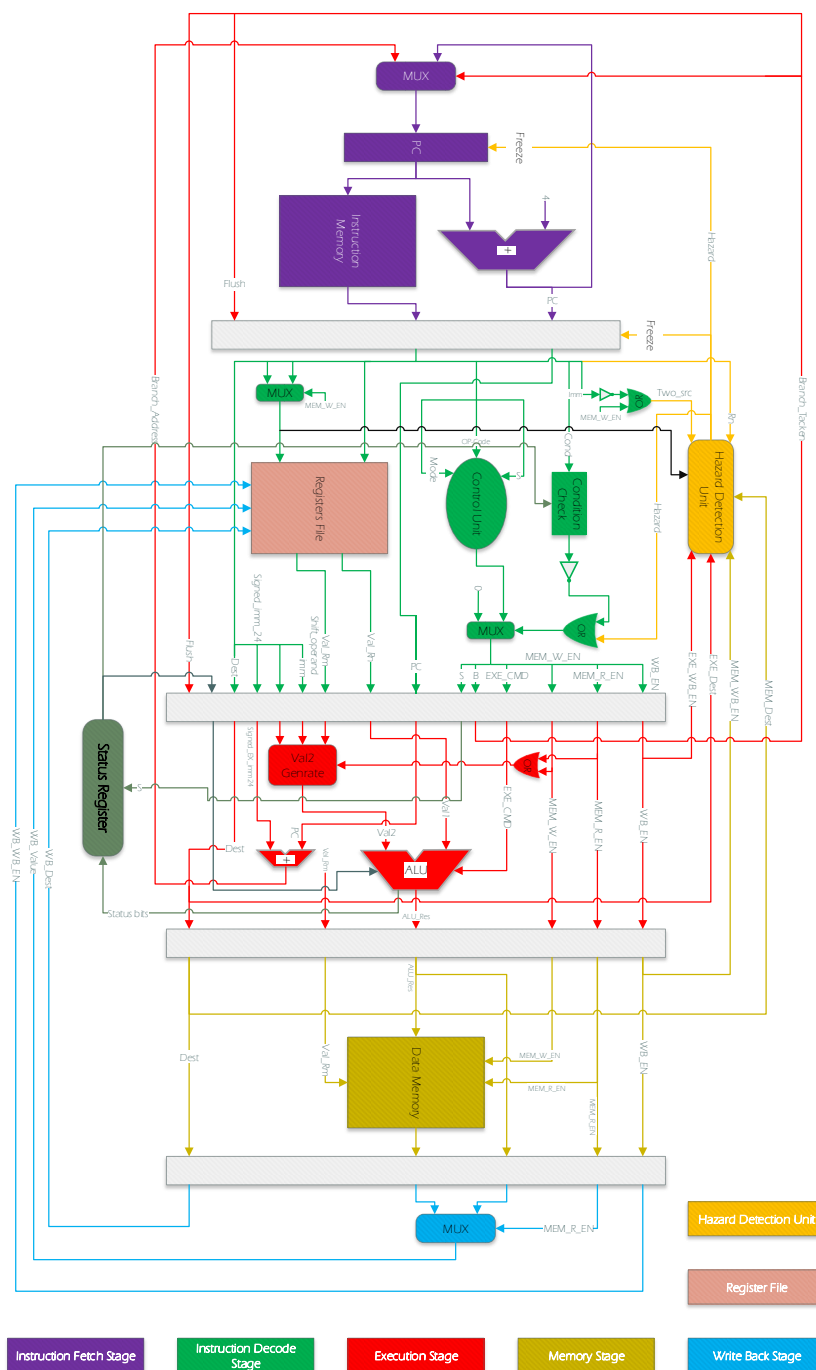 MUX
PC
Freeze
Instruction
Memory
4
+
Hazard
Flush
PC
Freeze
Branch_Address
Branch_Tacken
MUX
MEM_W_EN
Imm
MEM_W_EN
OR
Two_src
Rn
OP_Code
Cond
Mode
S
Registers File
Control Unit
Condition
Check
Hazard
Hazard Detection
Unit
Signed_imm_24
Shift_operand
Val_Rm
Val_Rn
0
MUX
OR
Flush
Dest
Imm
PC
S
B
EXE_CMD
MEM_W_EN
MEM_R_EN
WB_EN
EXE_WB_EN
EXE_Dest
MEM_WB_EN
MEM_Dest
Status Register
S
Signed_EX_imm24
Val2
Genrate
OR
PC
Val2
Val1
EXE_CMD
MEM_W_EN
MEM_R_EN
WB_EN
Dest
+
Val_Rm
ALU
Status bits
ALU_Res
WB_WB_EN
WB_Value
WB_Dest
ALU_Res
Dest
Val_Rm
Data Memory
MEM_W_EN
MEM_R_EN
MEM_R_EN
WB_EN
MUX
MEM_R_EN
Hazard Detection Unit
Register File
Instruction Fetch Stage
Instruction Decode
Stage
Execution Stage
Memory Stage
Write Back Stage